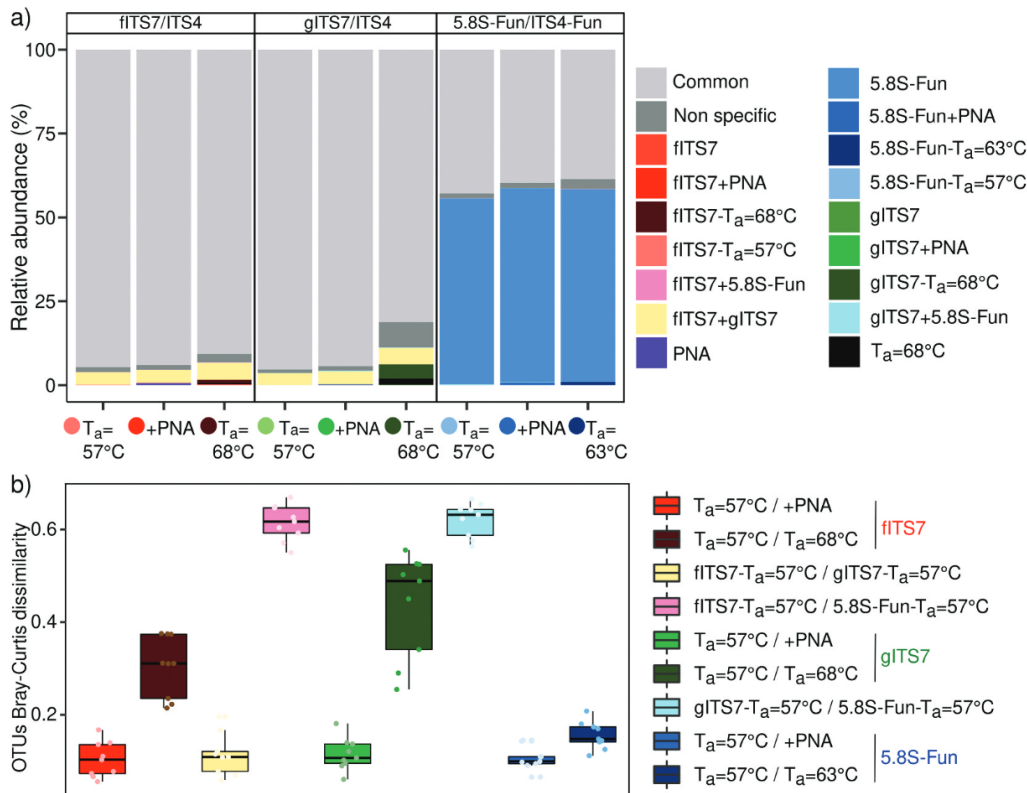 a)
fITS7/ITS4
gITS7/ITS4
5.8S-Fun/ITS4-Fun
Relative abundance (%)
100
75
50
25
0
Ta=
57°C
+PNA
Ta=
68°C
Ta=
57°C
+PNA
Ta=
68°C
Ta=
57°C
+PNA
Ta=
63°C
Common
Non specific
fITS7
fITS7+PNA
fITS7-Ta=68°C
fITS7-Ta=57°C
fITS7+5.8S-Fun
fITS7+gITS7
PNA
5.8S-Fun
5.8S-Fun+PNA
5.8S-Fun-Ta=63°C
5.8S-Fun-Ta=57°C
gITS7
gITS7+PNA
gITS7-Ta=68°C
gITS7+5.8S-Fun
Ta=68°C
b)
OTUs Bray-Curtis dissimilarity
0.6
0.4
0.2
Ta=57°C / +PNA
Ta=57°C / Ta=68°C
fITS7
fITS7-Ta=57°C / gITS7-Ta=57°C
fITS7-Ta=57°C / 5.8S-Fun-Ta=57°C
Ta=57°C / +PNA
Ta=57°C / Ta=68°C
gITS7
gITS7-Ta=57°C / 5.8S-Fun-Ta=57°C
Ta=57°C / +PNA
Ta=57°C / Ta=63°C
5.8S-Fun